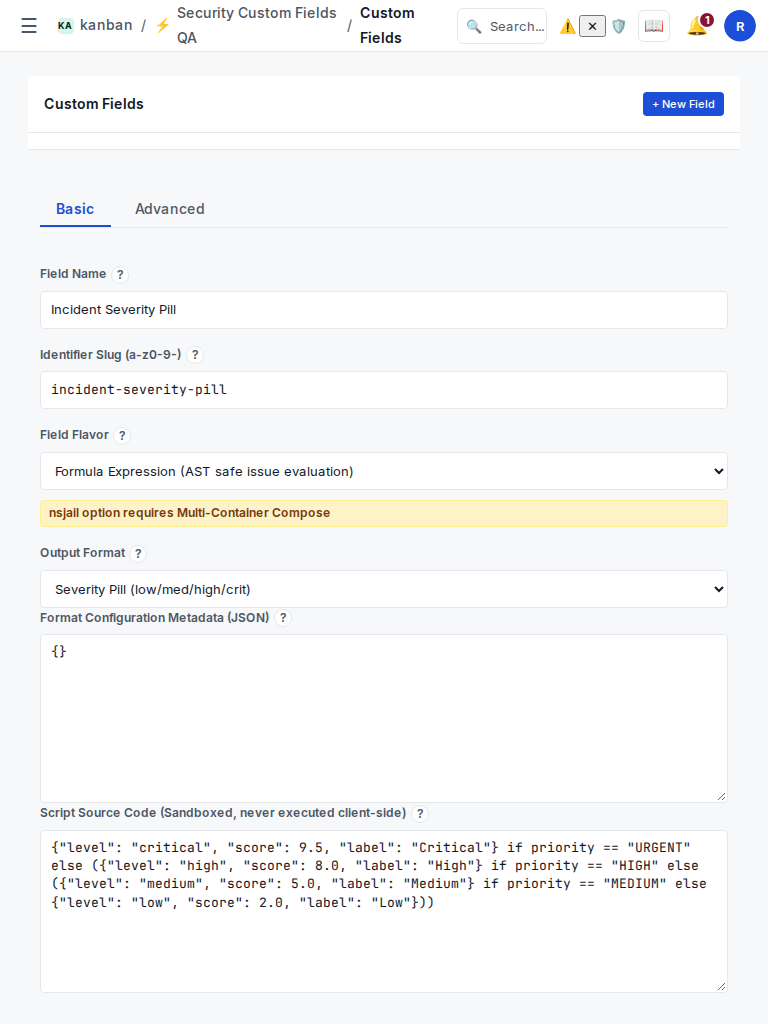 ☰ KA kanban / ⚡ Security Custom Fields QA / Custom Fields 🔍 Search... ⚠️ ✕ 🛡️ 📖 🔔 1 R
Custom Fields
+ New Field
Basic Advanced
Field Name ?
Incident Severity Pill
Identifier Slug (a-z0-9-) ?
incident-severity-pill
Field Flavor ?
Formula Expression (AST safe issue evaluation)
nsjail option requires Multi-Container Compose
Output Format ?
Severity Pill (low/med/high/crit)
Format Configuration Metadata (JSON) ?
{}
Script Source Code (Sandboxed, never executed client-side) ?
{"level": "critical", "score": 9.5, "label": "Critical"} if priority == "URGENT"
else ({"level": "high", "score": 8.0, "label": "High"} if priority == "HIGH" else
({"level": "medium", "score": 5.0, "label": "Medium"} if priority == "MEDIUM" else
{"level": "low", "score": 2.0, "label": "Low"}))